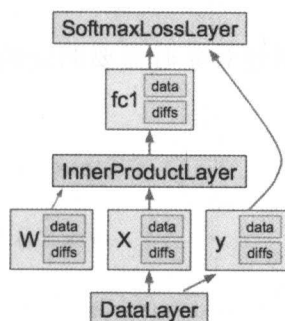 SoftmaxLossLayer
fc1
data
diffs
InnerProductLayer
W
data
diffs
X
data
diffs
y
data
diffs
DataLayer